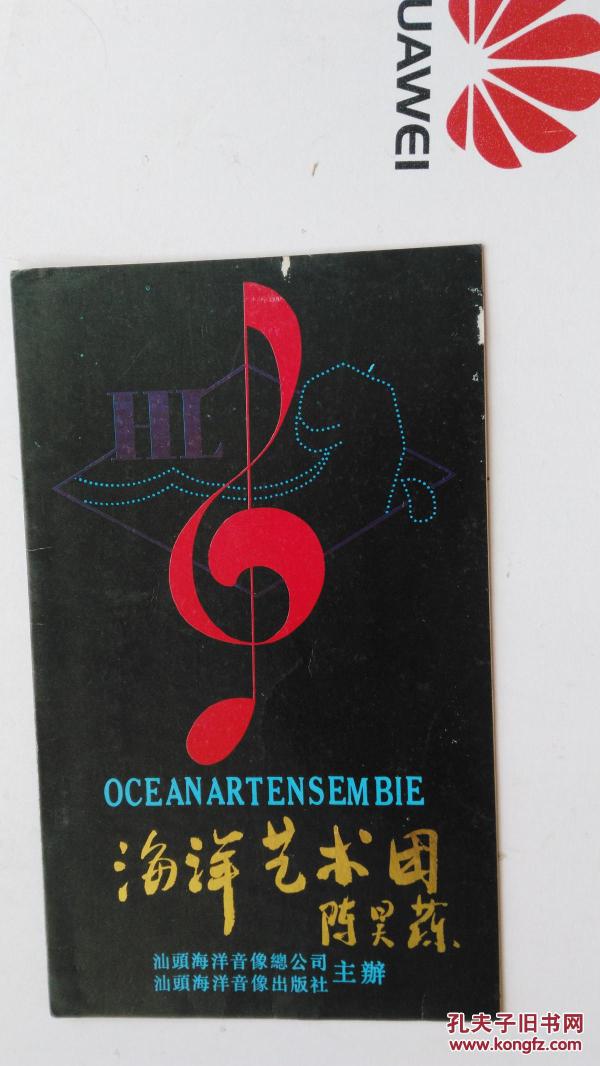 HUAWEI
HL
OCEANARTENSEMBIE
海洋艺术团
陈昊苏
汕頭海洋音像總公司
汕頭海洋音像出版社
主辦
孔夫子旧书网
www.kongfz.com